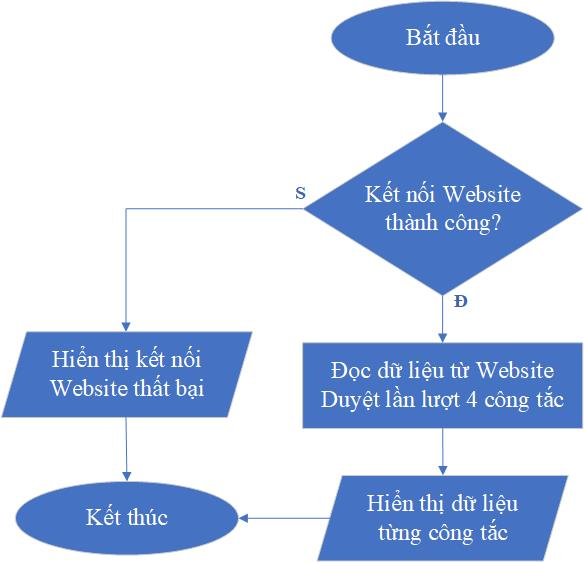 Bắt đầu
Kết nối Website
thành công?
S
Đ
Hiển thị kết nối
Website thất bại
Đọc dữ liệu từ Website
Duyệt lần lượt 4 công tắc
Hiển thị dữ liệu
từng công tắc
Kết thúc